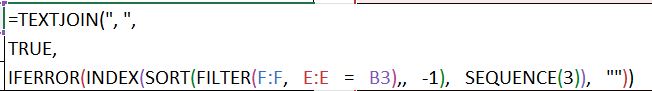 =TEXTJOIN(", ",
TRUE,
IFERROR(INDEX(SORT(FILTER(F:F, E:E = B3),, -1), SEQUENCE(3)), ""))